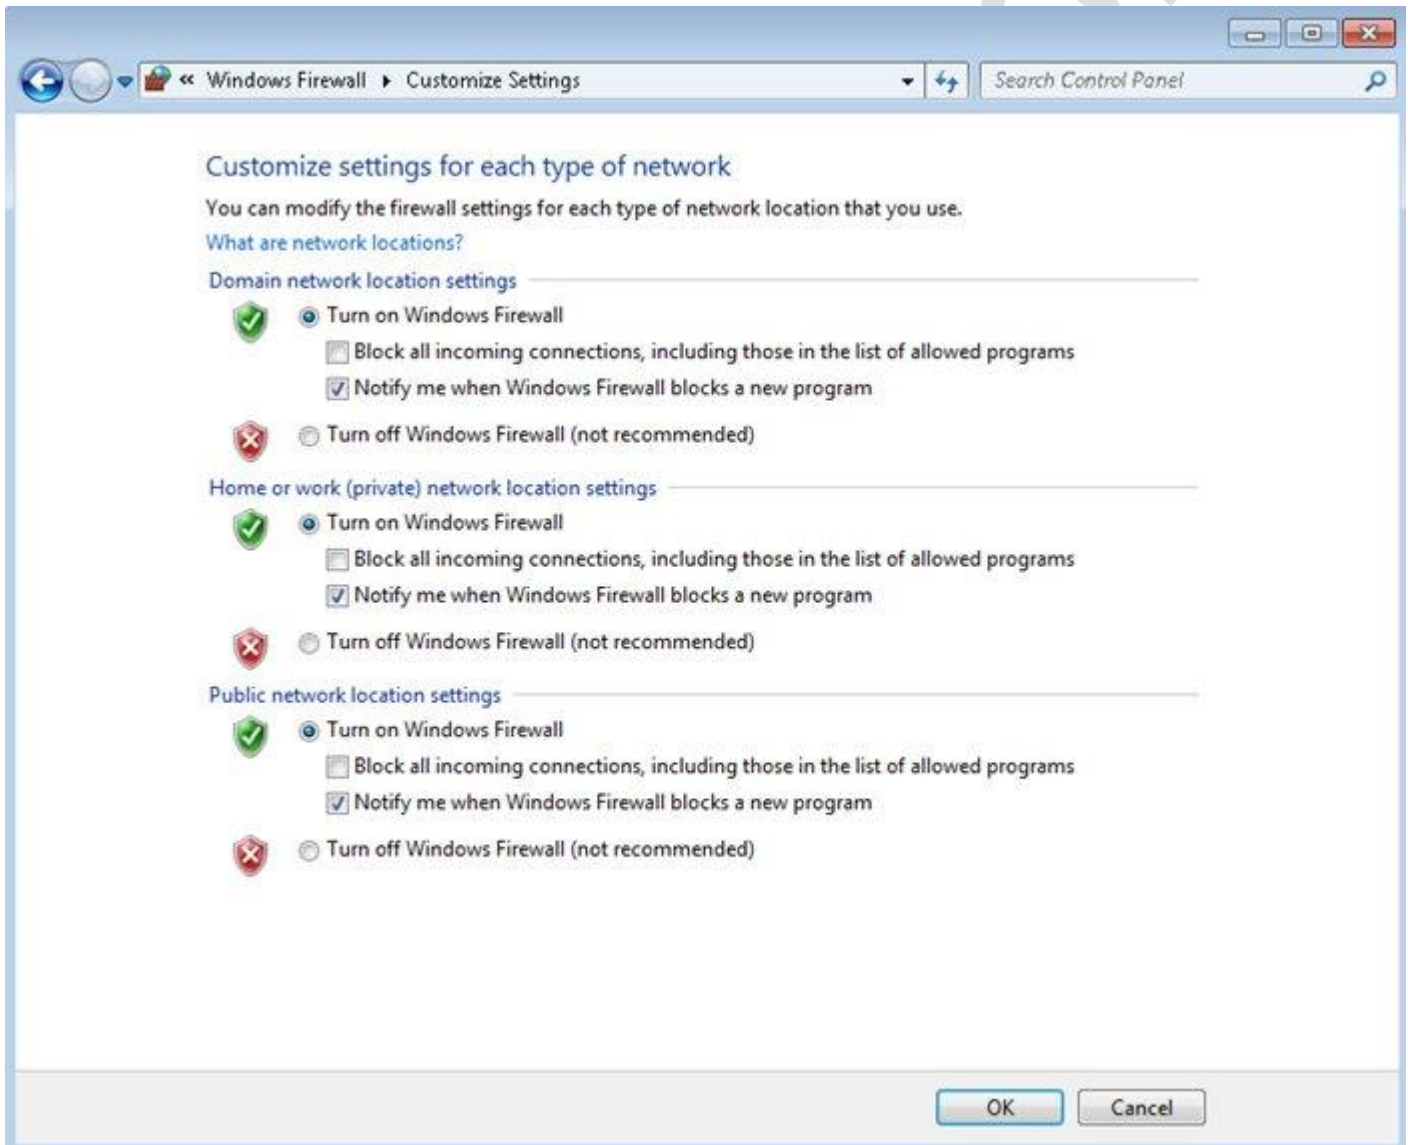 « Windows Firewall ▸ Customize Settings
Search Control Panel
Customize settings for each type of network
You can modify the firewall settings for each type of network location that you use.
What are network locations?
Domain network location settings
Turn on Windows Firewall
Block all incoming connections, including those in the list of allowed programs
Notify me when Windows Firewall blocks a new program
Turn off Windows Firewall (not recommended)
Home or work (private) network location settings
Turn on Windows Firewall
Block all incoming connections, including those in the list of allowed programs
Notify me when Windows Firewall blocks a new program
Turn off Windows Firewall (not recommended)
Public network location settings
Turn on Windows Firewall
Block all incoming connections, including those in the list of allowed programs
Notify me when Windows Firewall blocks a new program
Turn off Windows Firewall (not recommended)
OK Cancel